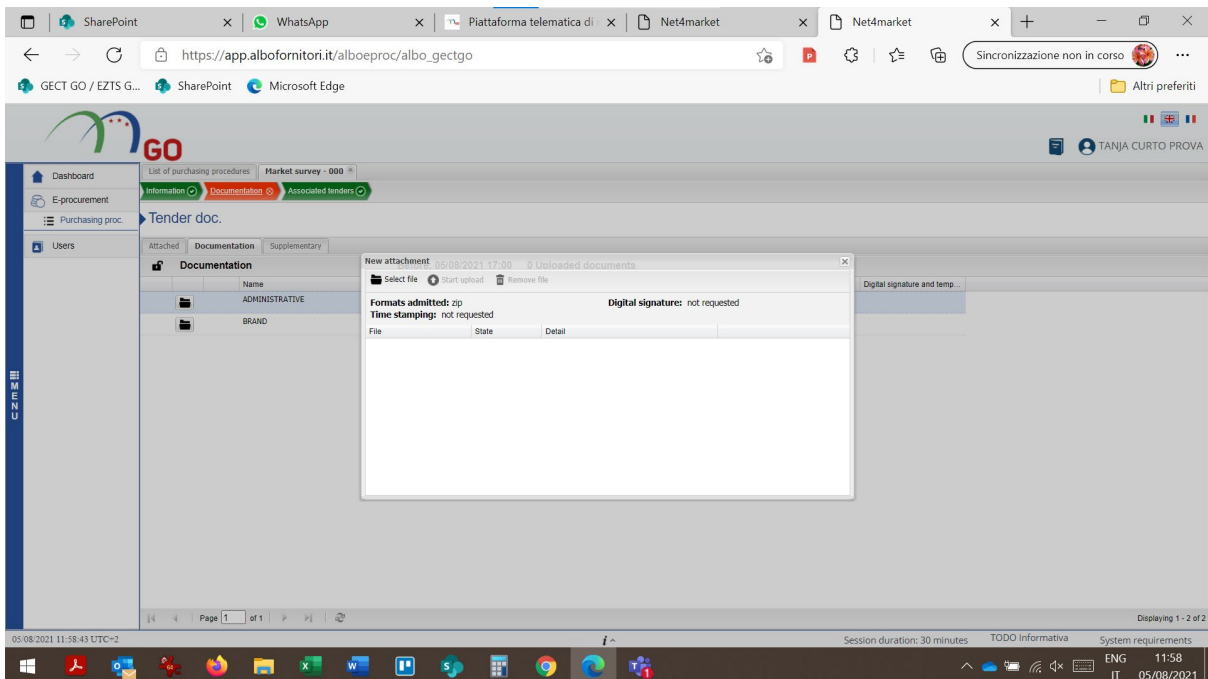 SharePoint
WhatsApp
Piattaforma telematica di
Net4market
Net4market
https://app.albofornitori.it/alboeproc/albo_gectgo
Sincronizzazione non in corso
GECT GO / EZTS G...
SharePoint
Microsoft Edge
Altri preferiti
GO
TANJA CURTO PROVA
Dashboard
E-procurement
Purchasing proc.
Users
MENU
List of purchasing procedures
Market survey - 000
Information
Documentation
Associated tenders
Tender doc.
Attached
Documentation
Supplementary
Documentation
Before: 05/08/2021 17:00
0 Uploaded documents
Name
Digital signature and temp...
ADMINISTRATIVE
BRAND
New attachment
Select file
Start upload
Remove file
Formats admitted: zip
Digital signature: not requested
Time stamping: not requested
File
State
Detail
Page 1 of 1
Displaying 1 - 2 of 2
05/08/2021 11:58:43 UTC+2
Session duration: 30 minutes
TODO Informativa
System requirements
ENG
IT
11:58
05/08/2021